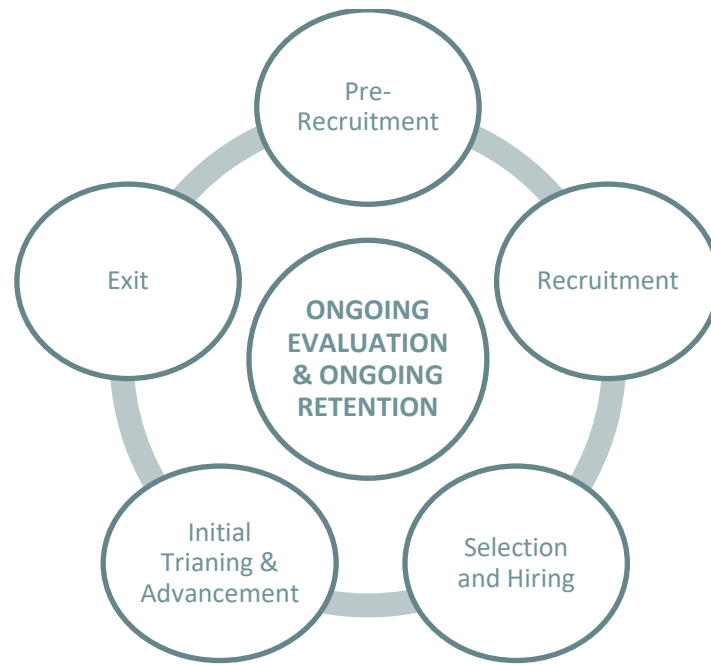 Pre-
Recruitment
Recruitment
Selection
and Hiring
Initial
Trianing &
Advancement
Exit
ONGOING
EVALUATION
& ONGOING
RETENTION